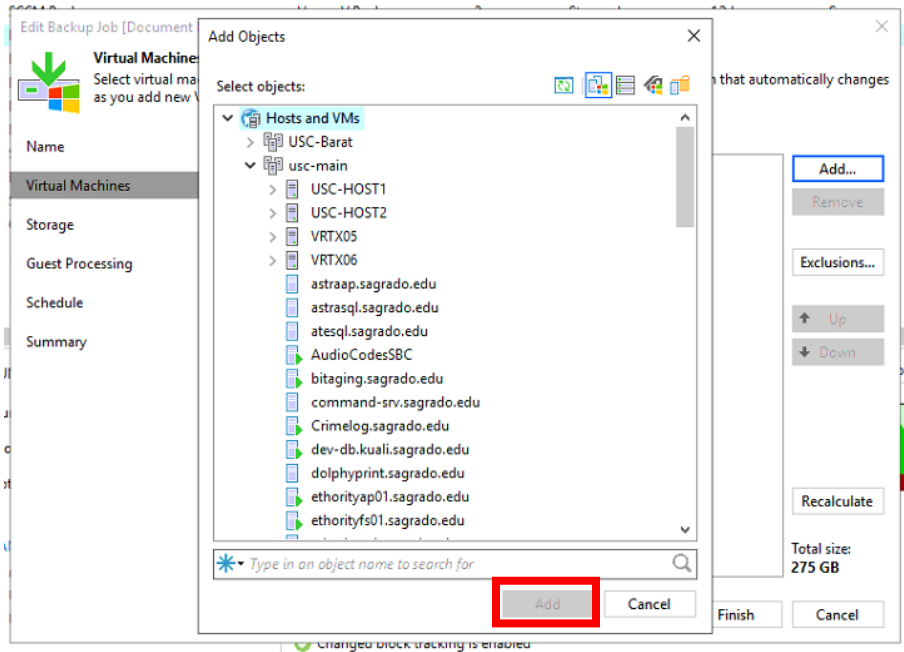 Edit Backup Job [Document
Virtual Machines
Select virtual ma
as you add new V
n that automatically changes
Name
Virtual Machines
Storage
Guest Processing
Schedule
Summary
Add Objects
Select objects:
Hosts and VMs
USC-Barat
usc-main
USC-HOST1
USC-HOST2
VRTX05
VRTX06
astraap.sagrado.edu
astrasql.sagrado.edu
atesql.sagrado.edu
AudioCodesSBC
bitaging.sagrado.edu
command-srv.sagrado.edu
Crimelog.sagrado.edu
dev-db.kuali.sagrado.edu
dolphyprint.sagrado.edu
ethorityap01.sagrado.edu
ethorityfs01.sagrado.edu
Type in an object name to search for
Add
Cancel
Add...
Remove
Exclusions...
Up
Down
Recalculate
Total size:
275 GB
Finish
Cancel
Changed block tracking is enabled